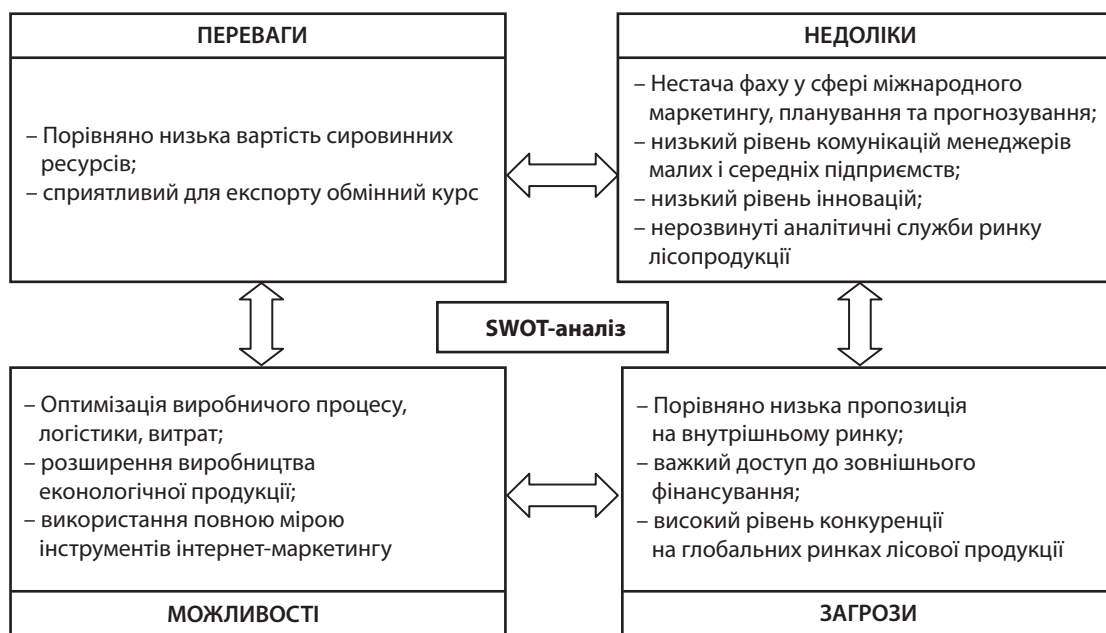 ПЕРЕВАГИ
– Порівняно низька вартість сировинних
ресурсів;
– сприятливий для експорту обмінний курс
НЕДОЛІКИ
– Нестача фаху у сфері міжнародного
маркетингу, планування та прогнозування;
– низький рівень комунікацій менеджерів
малих і середніх підприємств;
– низький рівень інновацій;
– нерозвинуті аналітичні служби ринку
лісопродукції
SWOT-аналіз
– Оптимізація виробничого процесу,
логістики, витрат;
– розширення виробництва
еконологічної продукції;
– використання повною мірою
інструментів інтернет-маркетингу
МОЖЛИВОСТІ
– Порівняно низька пропозиція
на внутрішньому ринку;
– важкий доступ до зовнішнього
фінансування;
– високий рівень конкуренції
на глобальних ринках лісової продукції
ЗАГРОЗИ